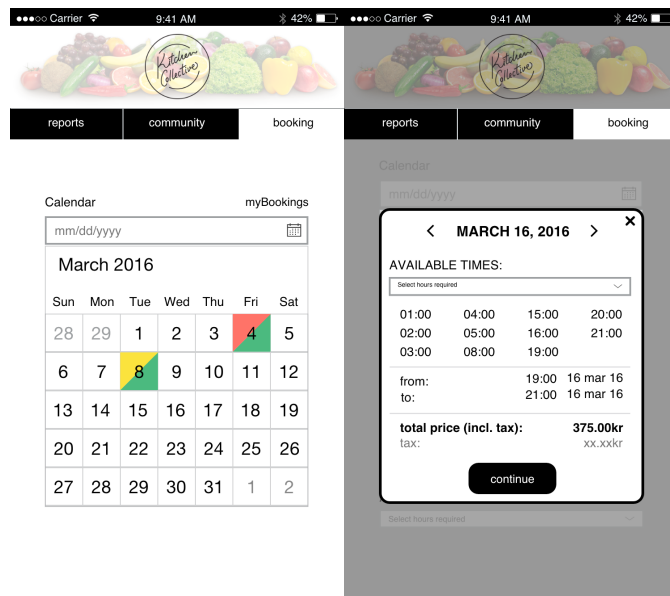 ●●●○○ Carrier 9:41 AM 42%
Kitchen
Collective
reports community booking
Calendar myBookings
mm/dd/yyyy
March 2016
Sun Mon Tue Wed Thu Fri Sat
28 29 1 2 3 4 5
6 7 8 9 10 11 12
13 14 15 16 17 18 19
20 21 22 23 24 25 26
27 28 29 30 31 1 2
●●●○○ Carrier 9:41 AM 42%
Kitchen
Collective
reports community booking
Calendar
mm/dd/yyyy
< MARCH 16, 2016 > ×
AVAILABLE TIMES:
Select hours required
01:00 04:00 15:00 20:00
02:00 05:00 16:00 21:00
03:00 08:00 19:00
from: 19:00 16 mar 16
to: 21:00 16 mar 16
total price (incl. tax): 375.00kr
tax: xx.xxkr
continue
Select hours required